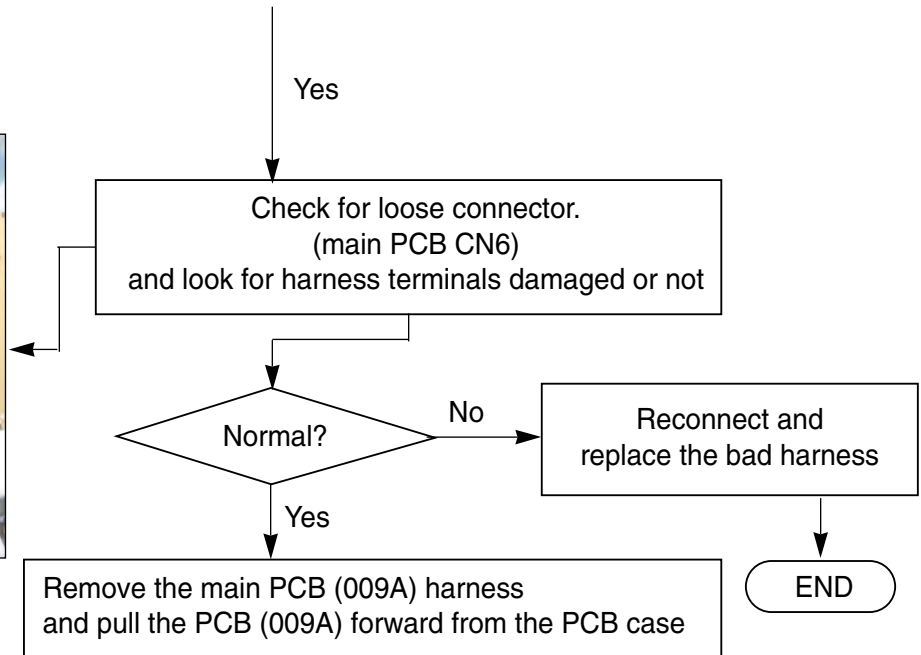 Yes
Check for loose connector.
(main PCB CN6)
and look for harness terminals damaged or not
Normal?
No
Reconnect and
replace the bad harness
Yes
END
Remove the main PCB (009A) harness
and pull the PCB (009A) forward from the PCB case